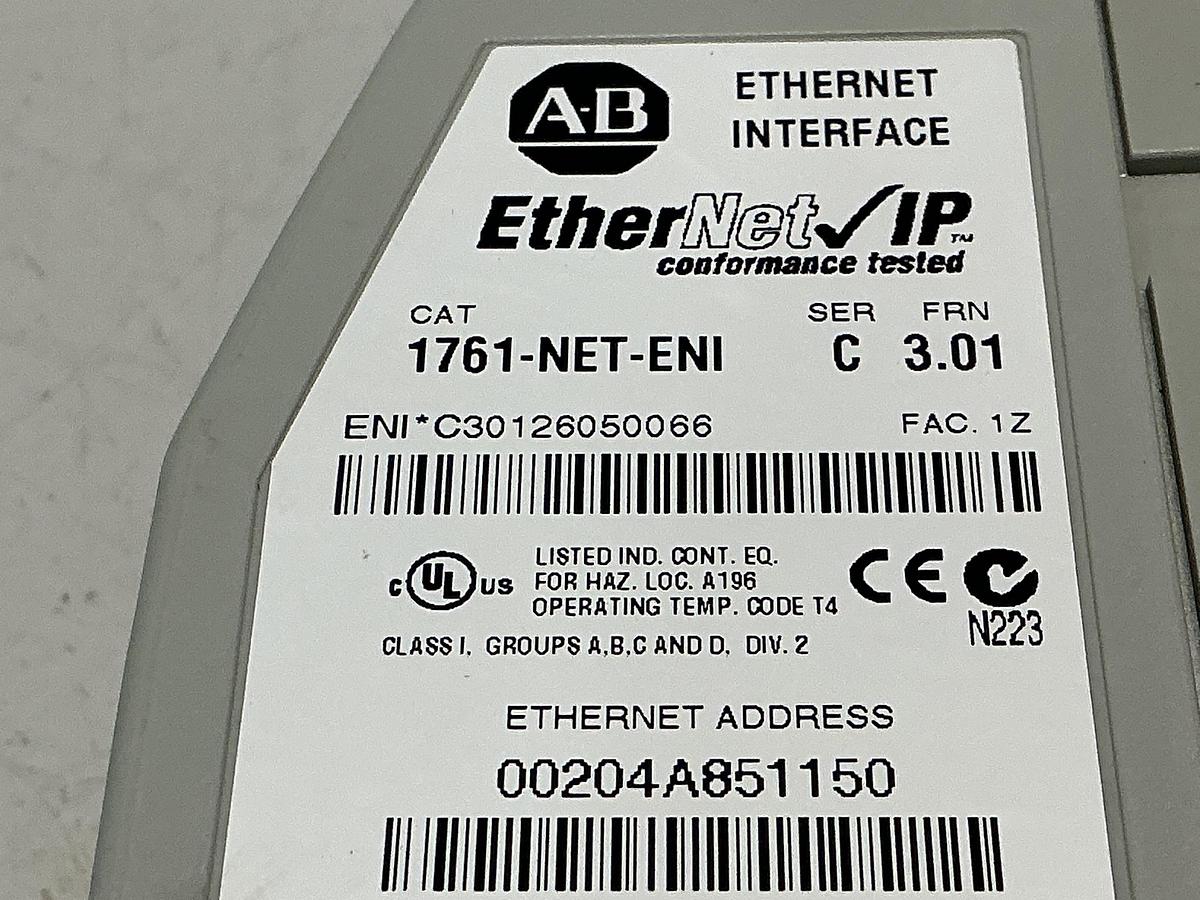 A-B
ETHERNET
INTERFACE
EtherNet✓IP™
conformance tested
CAT SER FRN
1761-NET-ENI C 3.01
ENI*C30126050066 FAC. 1Z
C UL US
LISTED IND. CONT. EQ.
FOR HAZ. LOC. A196
OPERATING TEMP. CODE T4
CE
N223
CLASS I, GROUPS A,B,C AND D, DIV. 2
ETHERNET ADDRESS
00204A851150